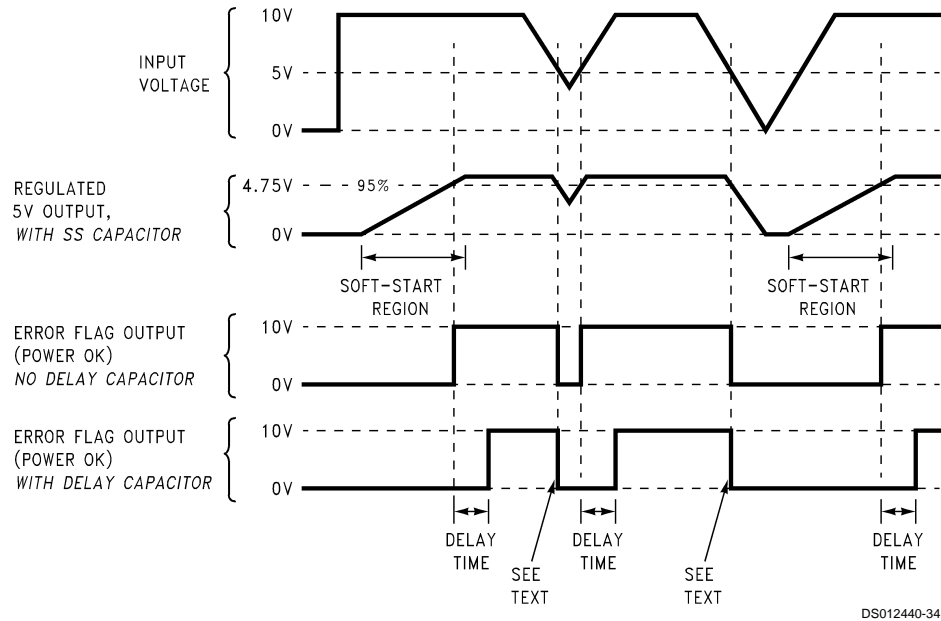 10V
INPUT
VOLTAGE
5V
0V
REGULATED
5V OUTPUT,
WITH SS CAPACITOR
4.75V
95%
0V
SOFT-START
REGION
SOFT-START
REGION
ERROR FLAG OUTPUT
(POWER OK)
NO DELAY CAPACITOR
10V
0V
ERROR FLAG OUTPUT
(POWER OK)
WITH DELAY CAPACITOR
10V
0V
DELAY
TIME
SEE
TEXT
DELAY
TIME
SEE
TEXT
DELAY
TIME
DS012440-34